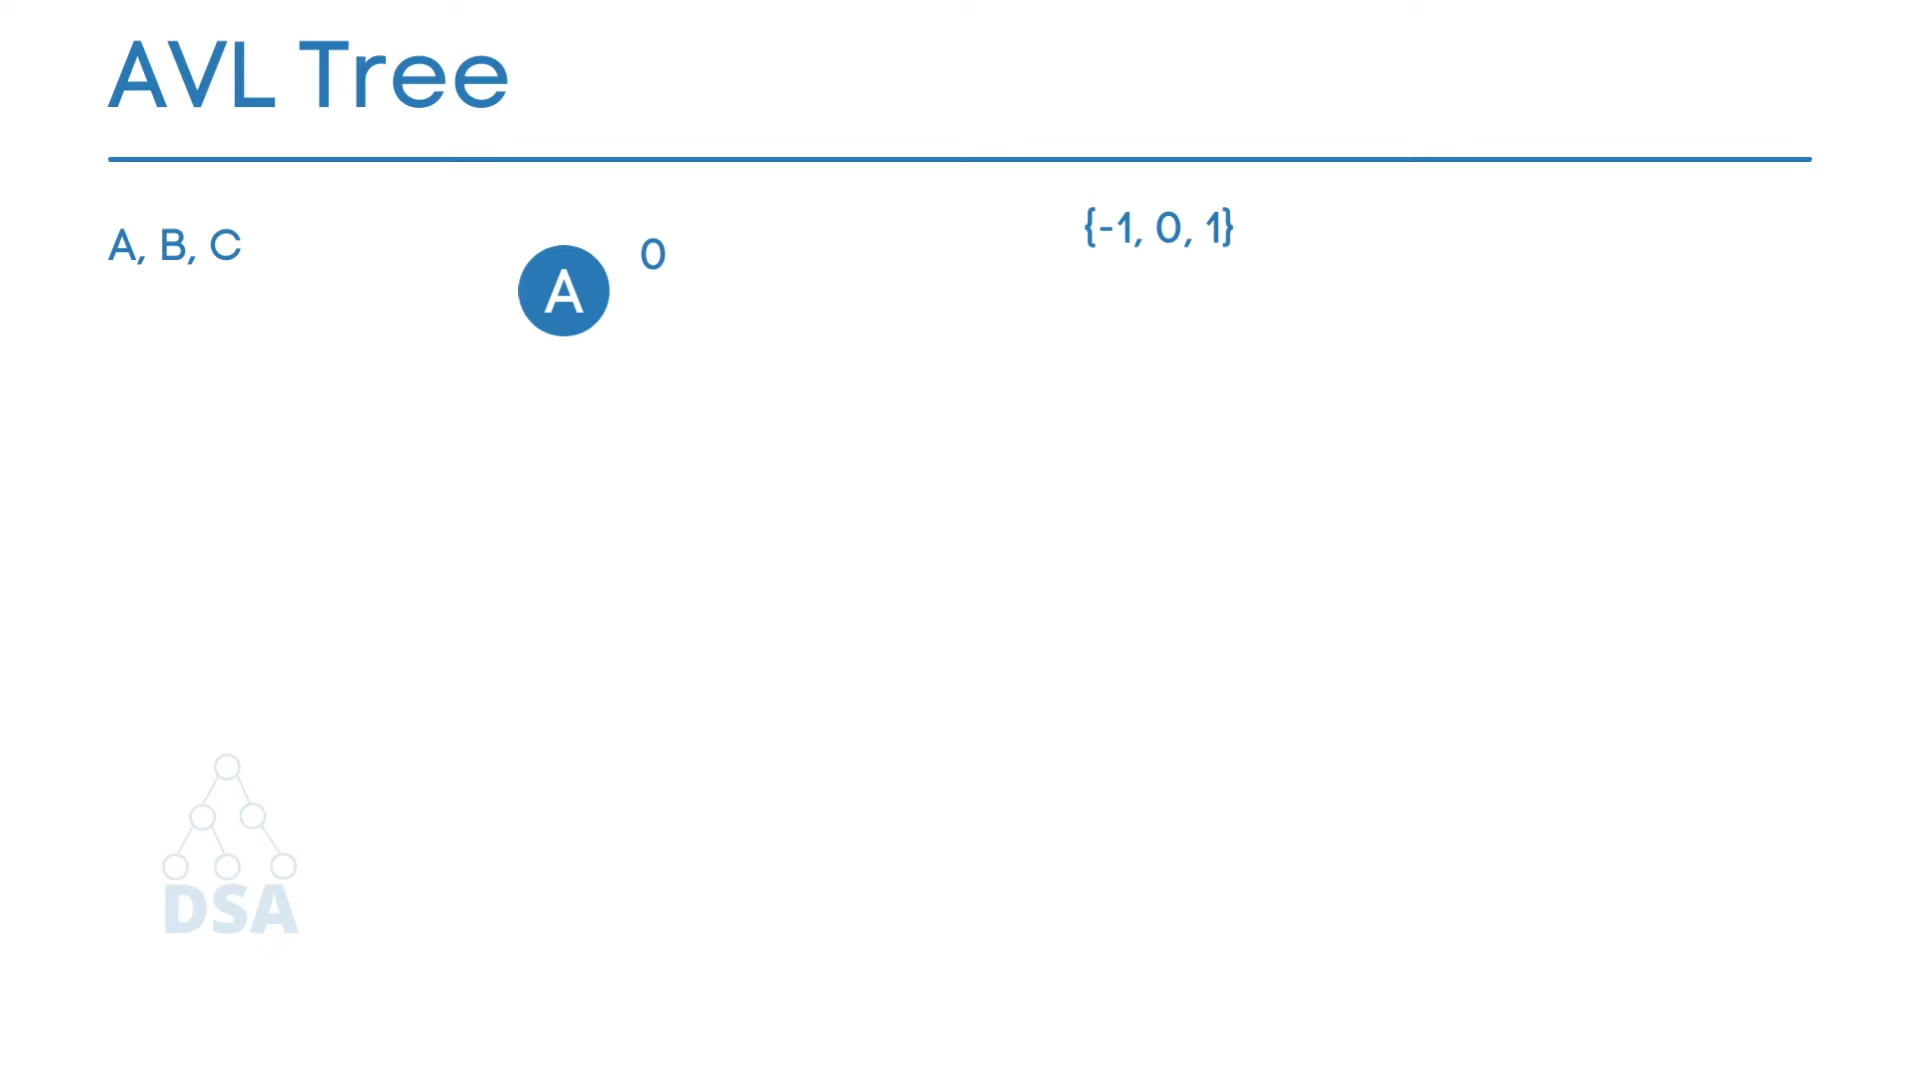 AVL Tree
A, B, C
A
0
{-1, 0, 1}
DSA